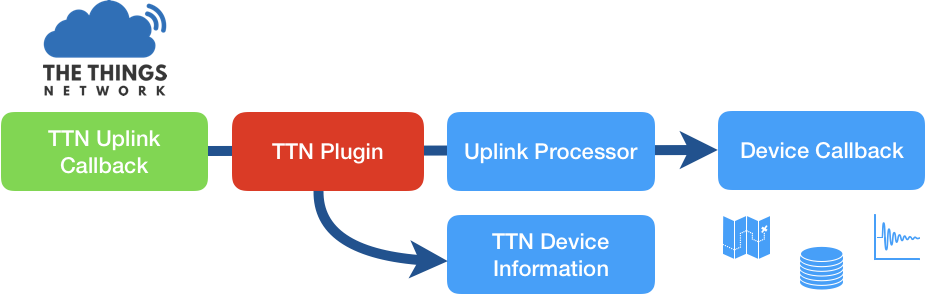 THE THINGS
NETWORK
TTN Uplink
Callback
TTN Plugin
Uplink Processor
Device Callback
TTN Device
Information